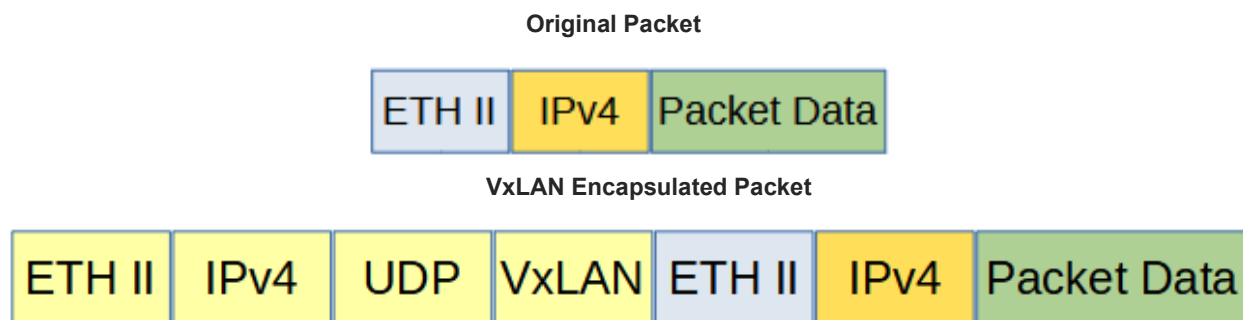 Original Packet
ETH II IPv4 Packet Data
VxLAN Encapsulated Packet
ETH II IPv4 UDP VxLAN ETH II IPv4 Packet Data